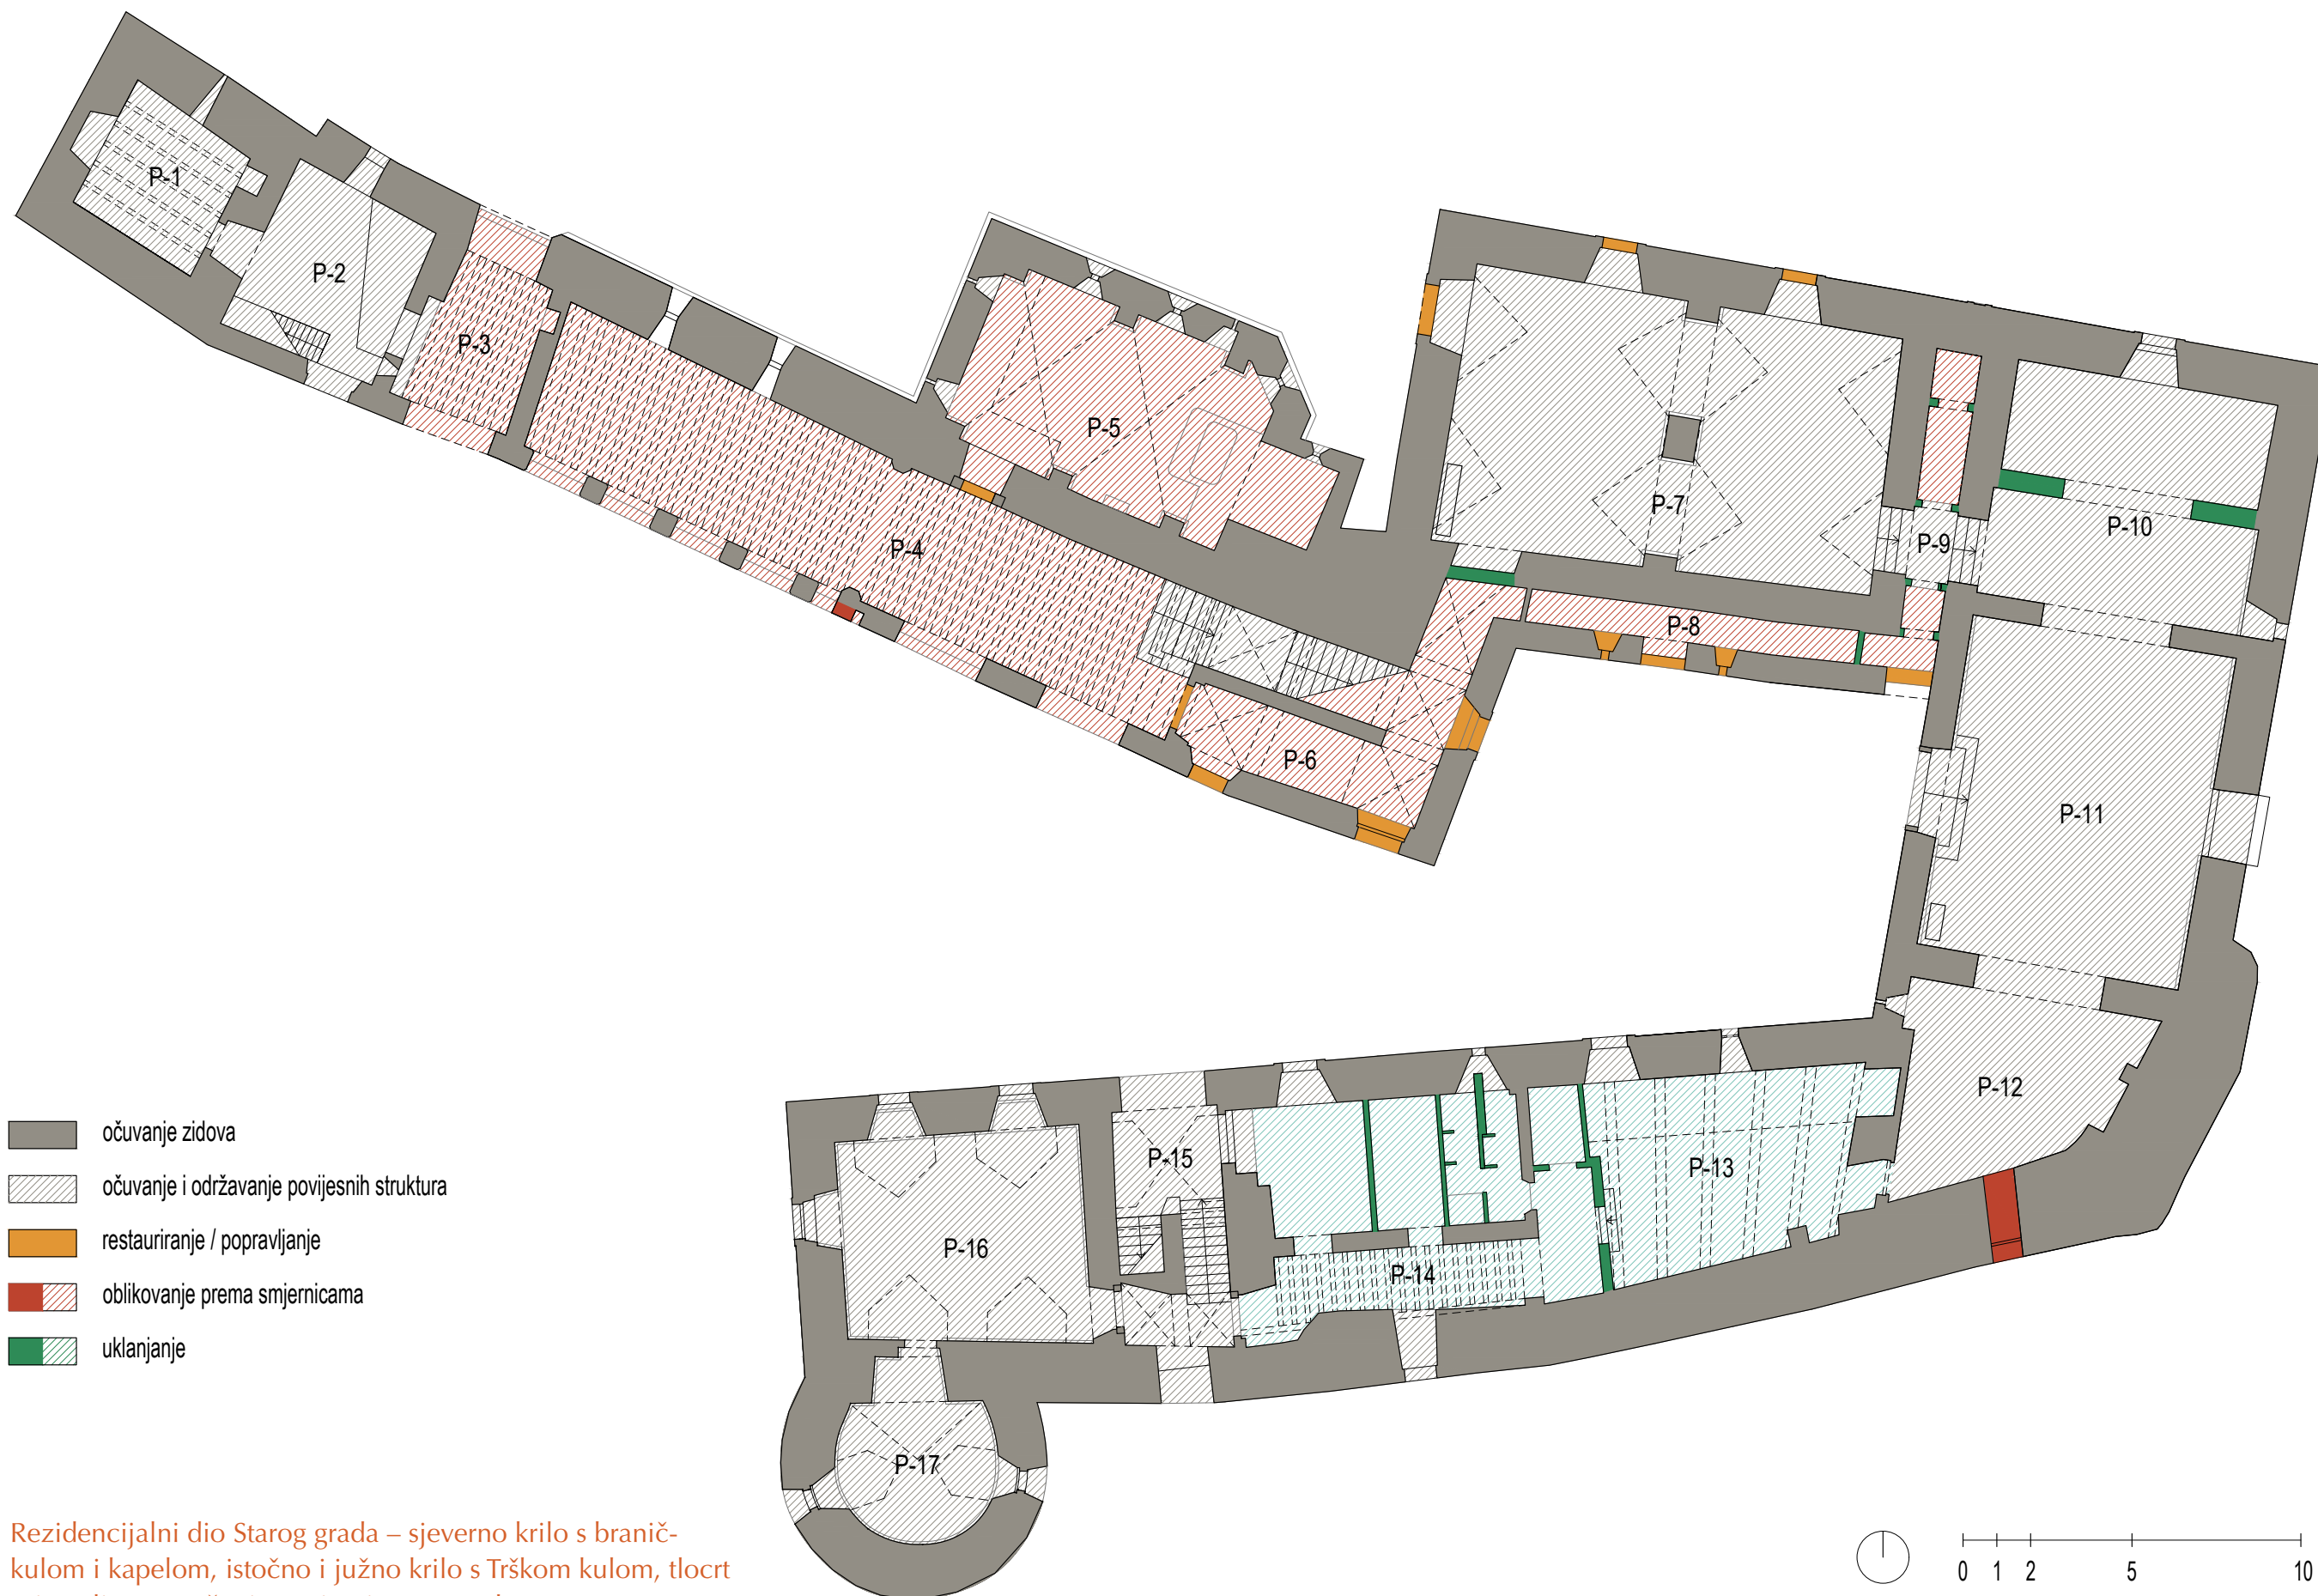 P-1
P-2
P-3
P-4
P-5
P-6
P-7
P-8
P-9
P-10
P-11
P-12
P-13
P-14
P-15
P-16
P-17
očuvanje zidova
očuvanje i održavanje povijesnih struktura
restauriranje / popravljanje
oblikovanje prema smjernicama
uklanjanje
Rezidencijalni dio Starog grada – sjeverno krilo s branič-
kulom i kapelom, istočno i južno krilo s Trškom kulom, tlocrt
0 1 2 5 10